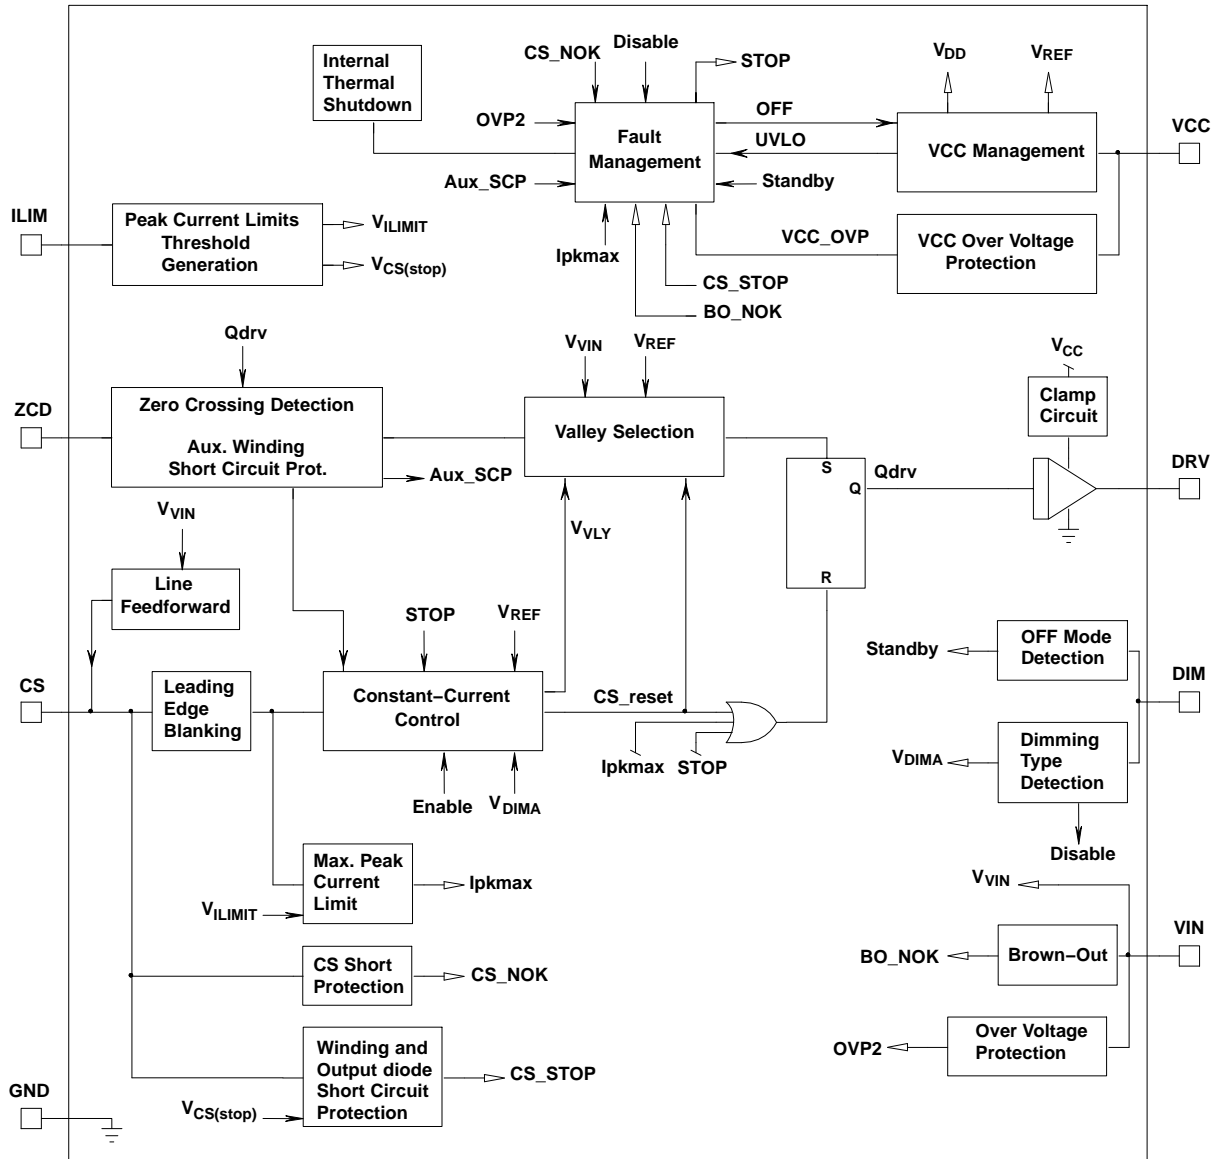 Internal
Thermal
Shutdown
CS_NOK
Disable
STOP
OVP2
Fault
Management
OFF
UVLO
Aux_SCP
Standby
Ipkmax
CS_STOP
BO_NOK
VCC_OVP
VDD
VREF
VCC Management
VCC
VCC Over Voltage
Protection
ILIM
Peak Current Limits
Threshold
Generation
VILIMIT
VCS(stop)
Qdrv
ZCD
Zero Crossing Detection
Aux. Winding
Short Circuit Prot.
Aux_SCP
VVIN
VREF
Valley Selection
VVLY
S
Q
R
Qdrv
VCC
Clamp
Circuit
DRV
VVIN
Line
Feedforward
CS
Leading
Edge
Blanking
STOP
VREF
Constant–Current
Control
CS_reset
Enable
VDIMA
Ipkmax
STOP
Standby
OFF Mode
Detection
DIM
VDIMA
Dimming
Type
Detection
Disable
Max. Peak
Current
Limit
VILIMIT
Ipkmax
CS Short
Protection
CS_NOK
Winding and
Output diode
Short Circuit
Protection
VCS(stop)
CS_STOP
VVIN
BO_NOK
Brown–Out
VIN
OVP2
Over Voltage
Protection
GND